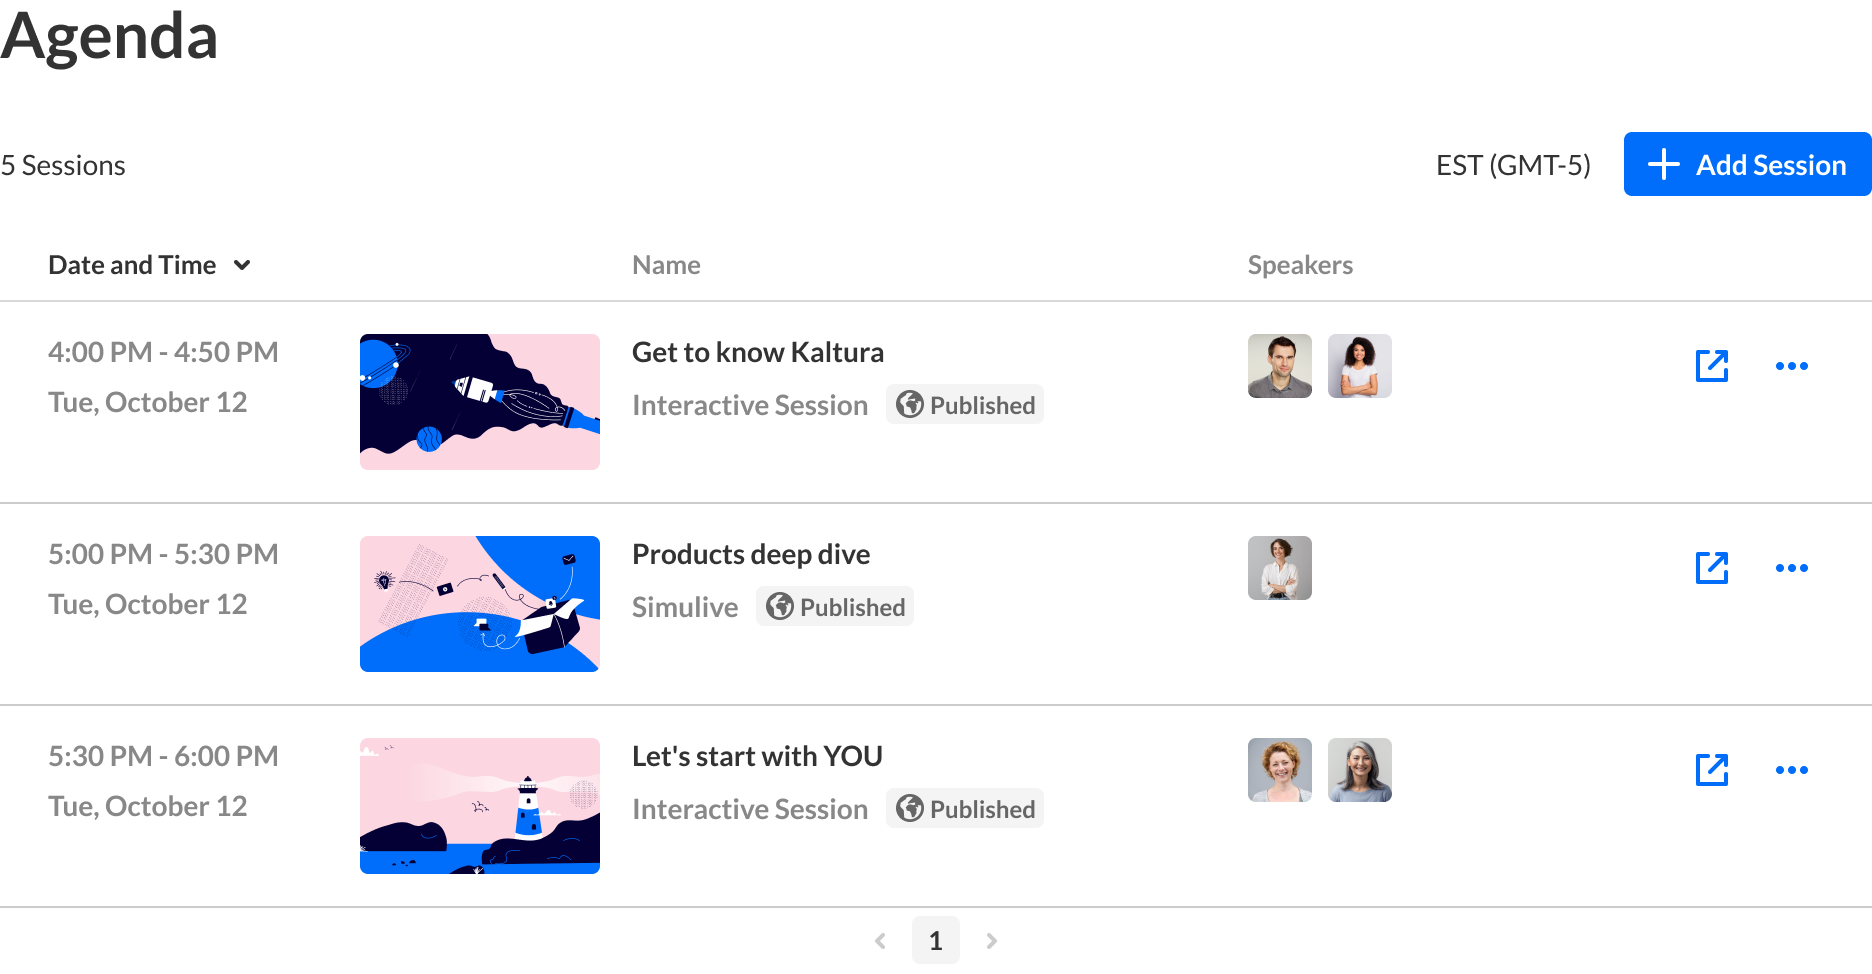 Agenda
5 Sessions
EST (GMT-5)
Add Session
Date and Time
Name
Speakers
4:00 PM - 4:50 PM
Tue, October 12
Get to know Kaltura
Interactive Session
Published
5:00 PM - 5:30 PM
Tue, October 12
Products deep dive
Simulive
Published
5:30 PM - 6:00 PM
Tue, October 12
Let's start with YOU
Interactive Session
Published
1